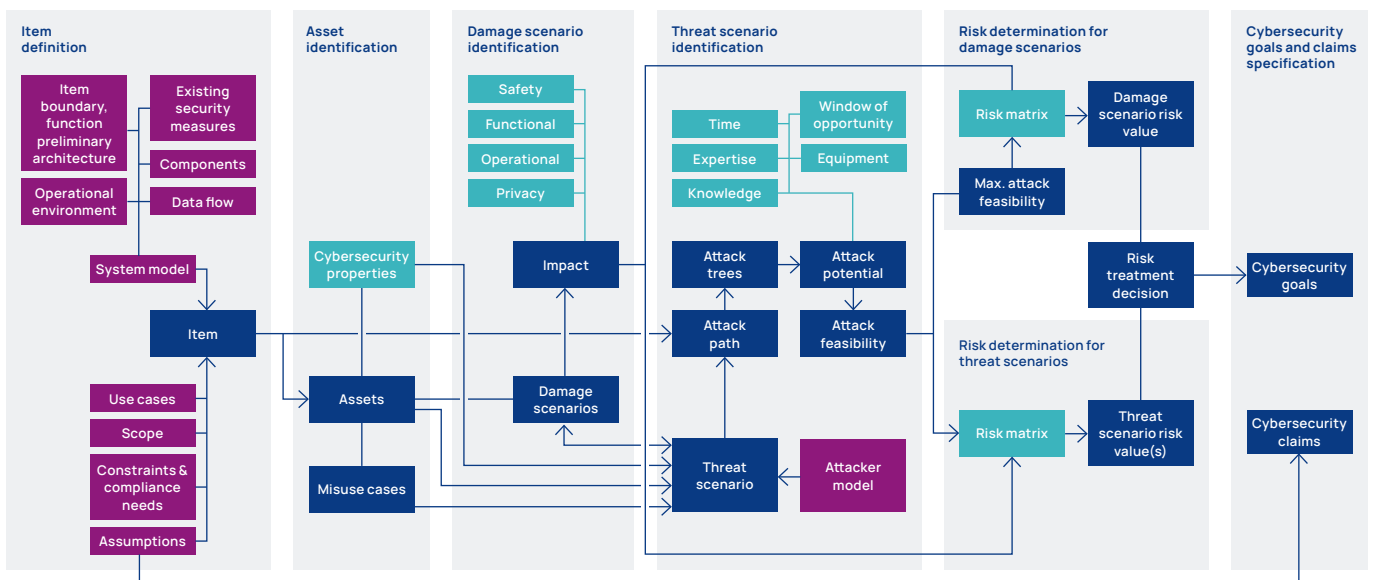 Item
definition
Item
boundary,
function
preliminary
architecture
Existing
security
measures
Components
Operational
environment
Data flow
System model
Item
Use cases
Scope
Constraints &
compliance
needs
Assumptions
Asset
identification
Cybersecurity
properties
Assets
Misuse cases
Damage scenario
identification
Safety
Functional
Operational
Privacy
Impact
Damage
scenarios
Threat scenario
identification
Time
Window of
opportunity
Expertise
Equipment
Knowledge
Attack
trees
Attack
potential
Attack
path
Attack
feasibility
Threat
scenario
Attacker
model
Risk determination for
damage scenarios
Risk matrix
Damage
scenario risk
value
Max. attack
feasibility
Risk
treatment
decision
Risk determination for
threat scenarios
Risk matrix
Threat
scenario risk
value(s)
Cybersecurity
goals and claims
specification
Cybersecurity
goals
Cybersecurity
claims